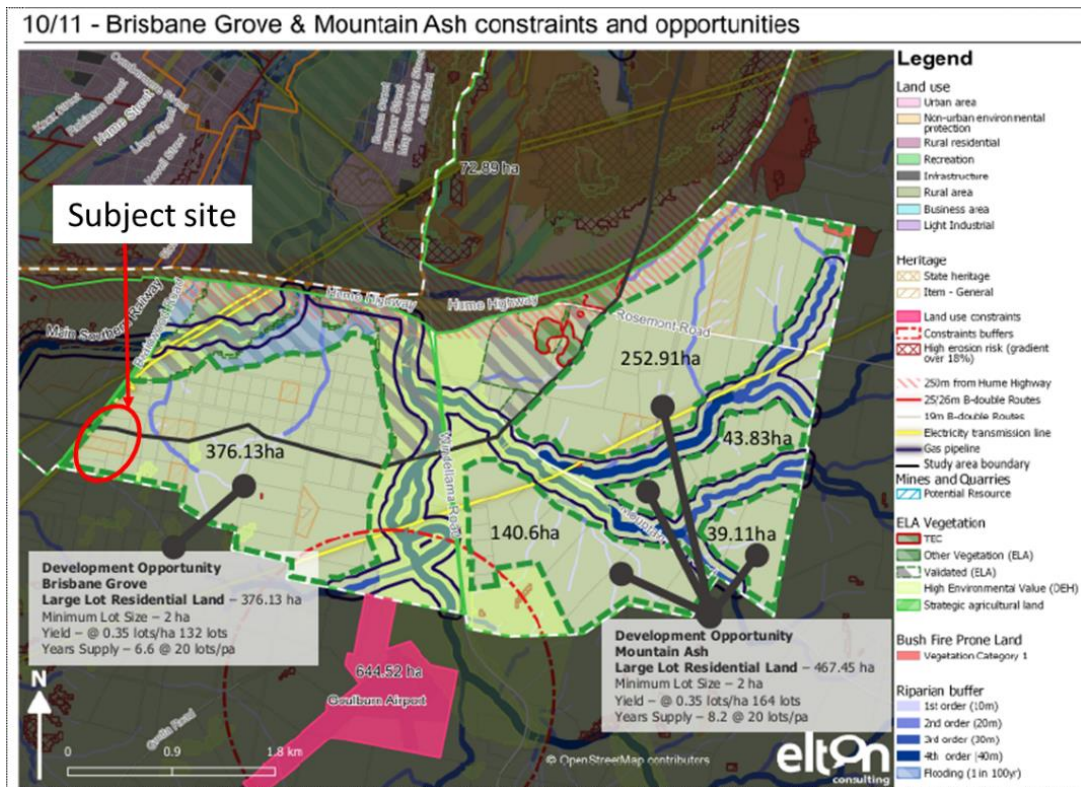 10/11 - Brisbane Grove & Mountain Ash constraints and opportunities
Subject site
Hume Street
72.89 ha
Main Southern Railway
Braidwood Road
Hume Highway
Hume Highway
Rosemont Road
252.91ha
376.13ha
43.83ha
Windellama Road
140.6ha
39.11ha
Development Opportunity
Brisbane Grove
Large Lot Residential Land – 376.13 ha
Minimum Lot Size – 2 ha
Yield – @ 0.35 lots/ha 132 lots
Years Supply – 6.6 @ 20 lots/pa
Development Opportunity
Mountain Ash
Large Lot Residential Land – 467.45 ha
Minimum Lot Size – 2 ha
Yield – @ 0.35 lots/ha 164 lots
Years Supply – 8.2 @ 20 lots/pa
644.52 ha
Goulburn Airport
N
0 0.9 1.8 km
© OpenStreetMap contributors
elton
consulting
Legend
Land use
Urban area
Non-urban environmental
protection
Rural residential
Recreation
Infrastructure
Rural area
Business area
Light Industrial
Heritage
State heritage
Item - General
Land use constraints
Constraints buffers
High erosion risk (gradient
over 18%)
250m from Hume Highway
25/26m B-double Routes
19m B-double Routes
Electricity transmission line
Gas pipeline
Study area boundary
Mines and Quarries
Potential Resource
ELA Vegetation
TEC
Other Vegetation (ELA)
Validated (ELA)
High Environmental Value (OEH)
Strategic agricultural land
Bush Fire Prone Land
Vegetation Category 1
Riparian buffer
1st order (10m)
2nd order (20m)
3rd order (30m)
4th order (40m)
Flooding (1 in 100yr)